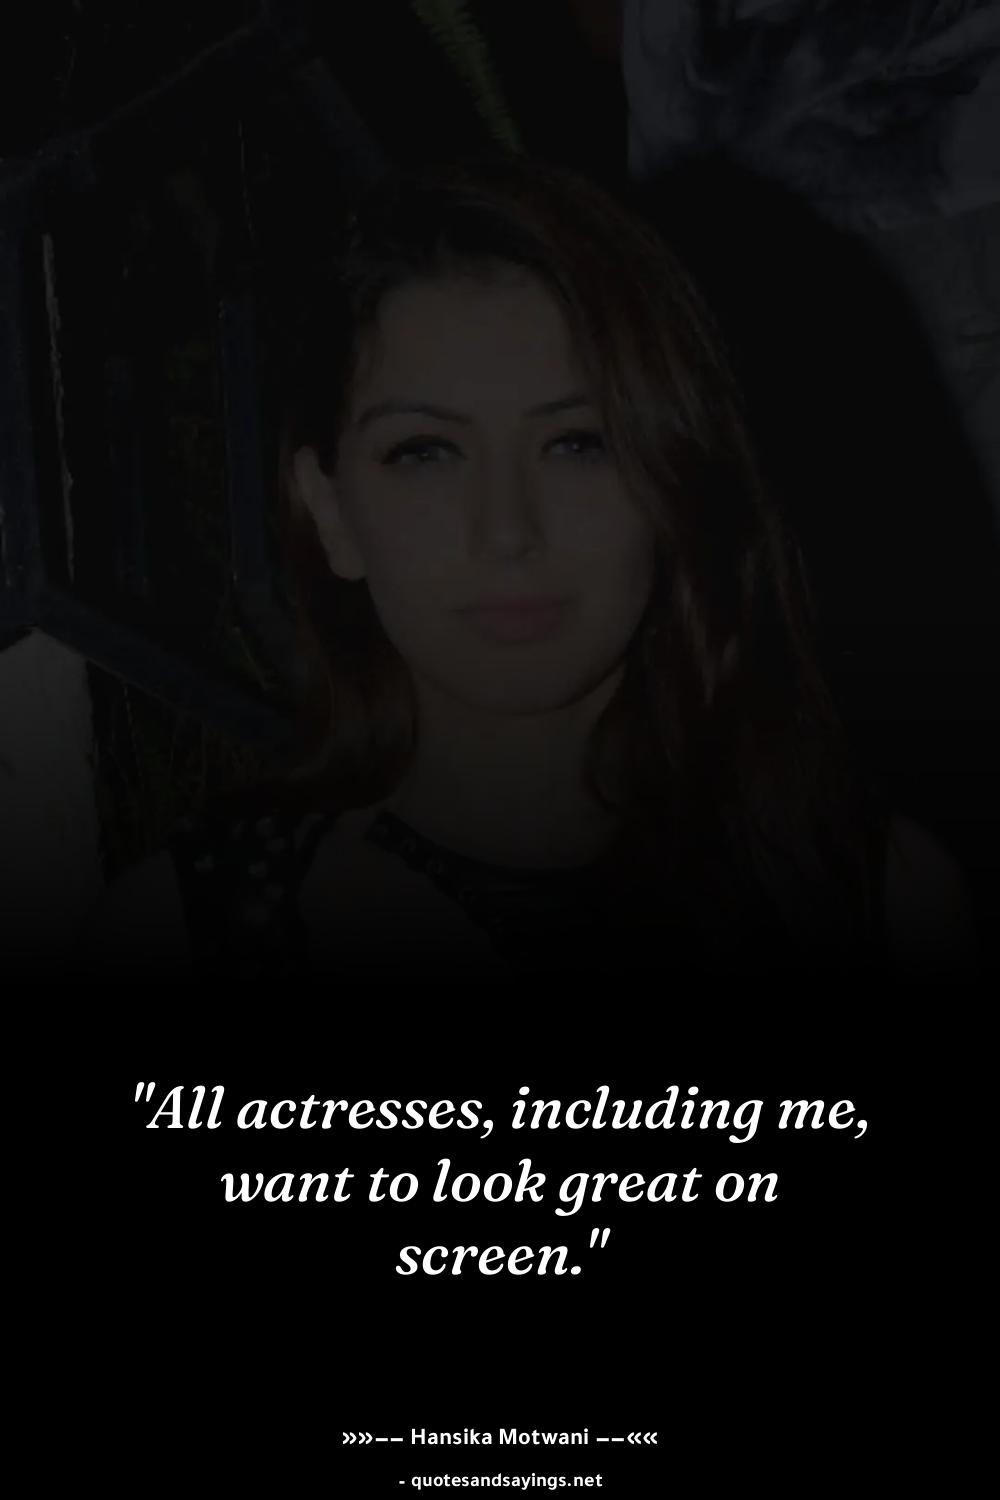 "All actresses, including me,
want to look great on
screen."
»»−− Hansika Motwani −−««
- quotesandsayings.net